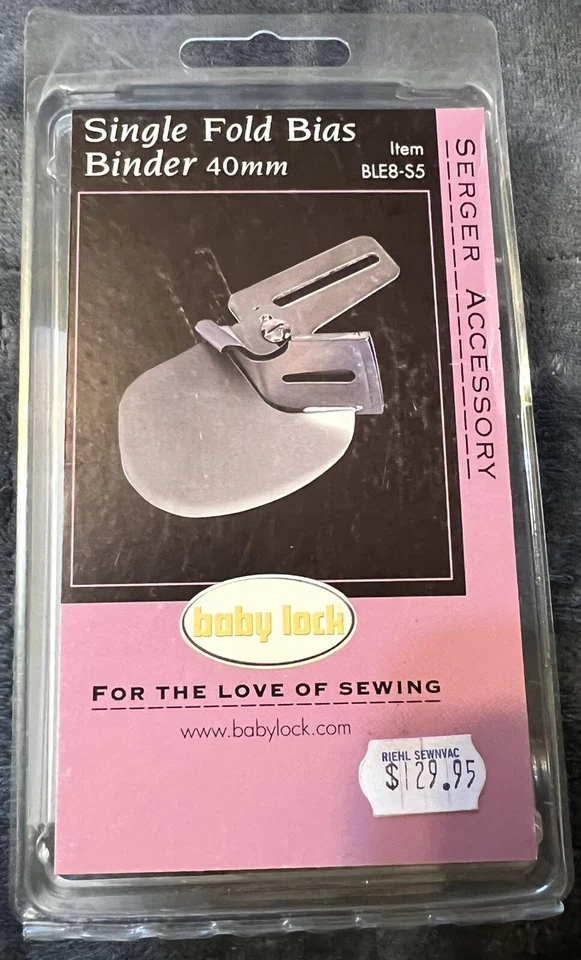 Single Fold Bias
Binder 40mm
Item
BLE8-S5
SERGER ACCESSORY
baby lock
FOR THE LOVE OF SEWING
www.babylock.com
RIEHL SEWNVAC
$129.95